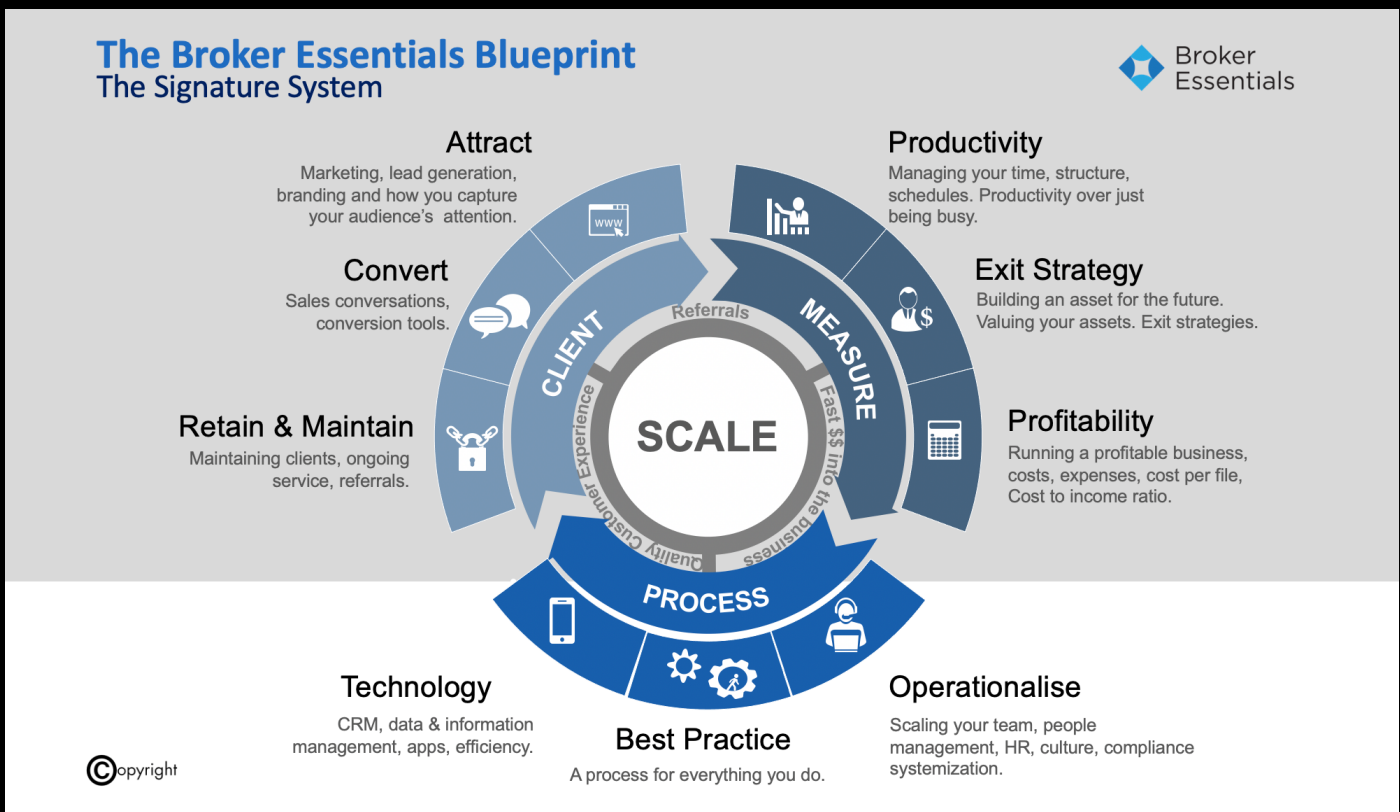 The Broker Essentials Blueprint
The Signature System
Broker
Essentials
Attract
Marketing, lead generation,
branding and how you capture
your audience’s attention.
Productivity
Managing your time, structure,
schedules. Productivity over just
being busy.
www
Convert
Sales conversations,
conversion tools.
Exit Strategy
Building an asset for the future.
Valuing your assets. Exit strategies.
$
Retain & Maintain
Maintaining clients, ongoing
service, referrals.
Profitability
Running a profitable business,
costs, expenses, cost per file,
Cost to income ratio.
CLIENT
MEASURE
PROCESS
Referrals
Fast $$ into the business
Quality Customer Experience
SCALE
Technology
CRM, data & information
management, apps, efficiency.
Best Practice
A process for everything you do.
Operationalise
Scaling your team, people
management, HR, culture, compliance
systemization.
©opyright